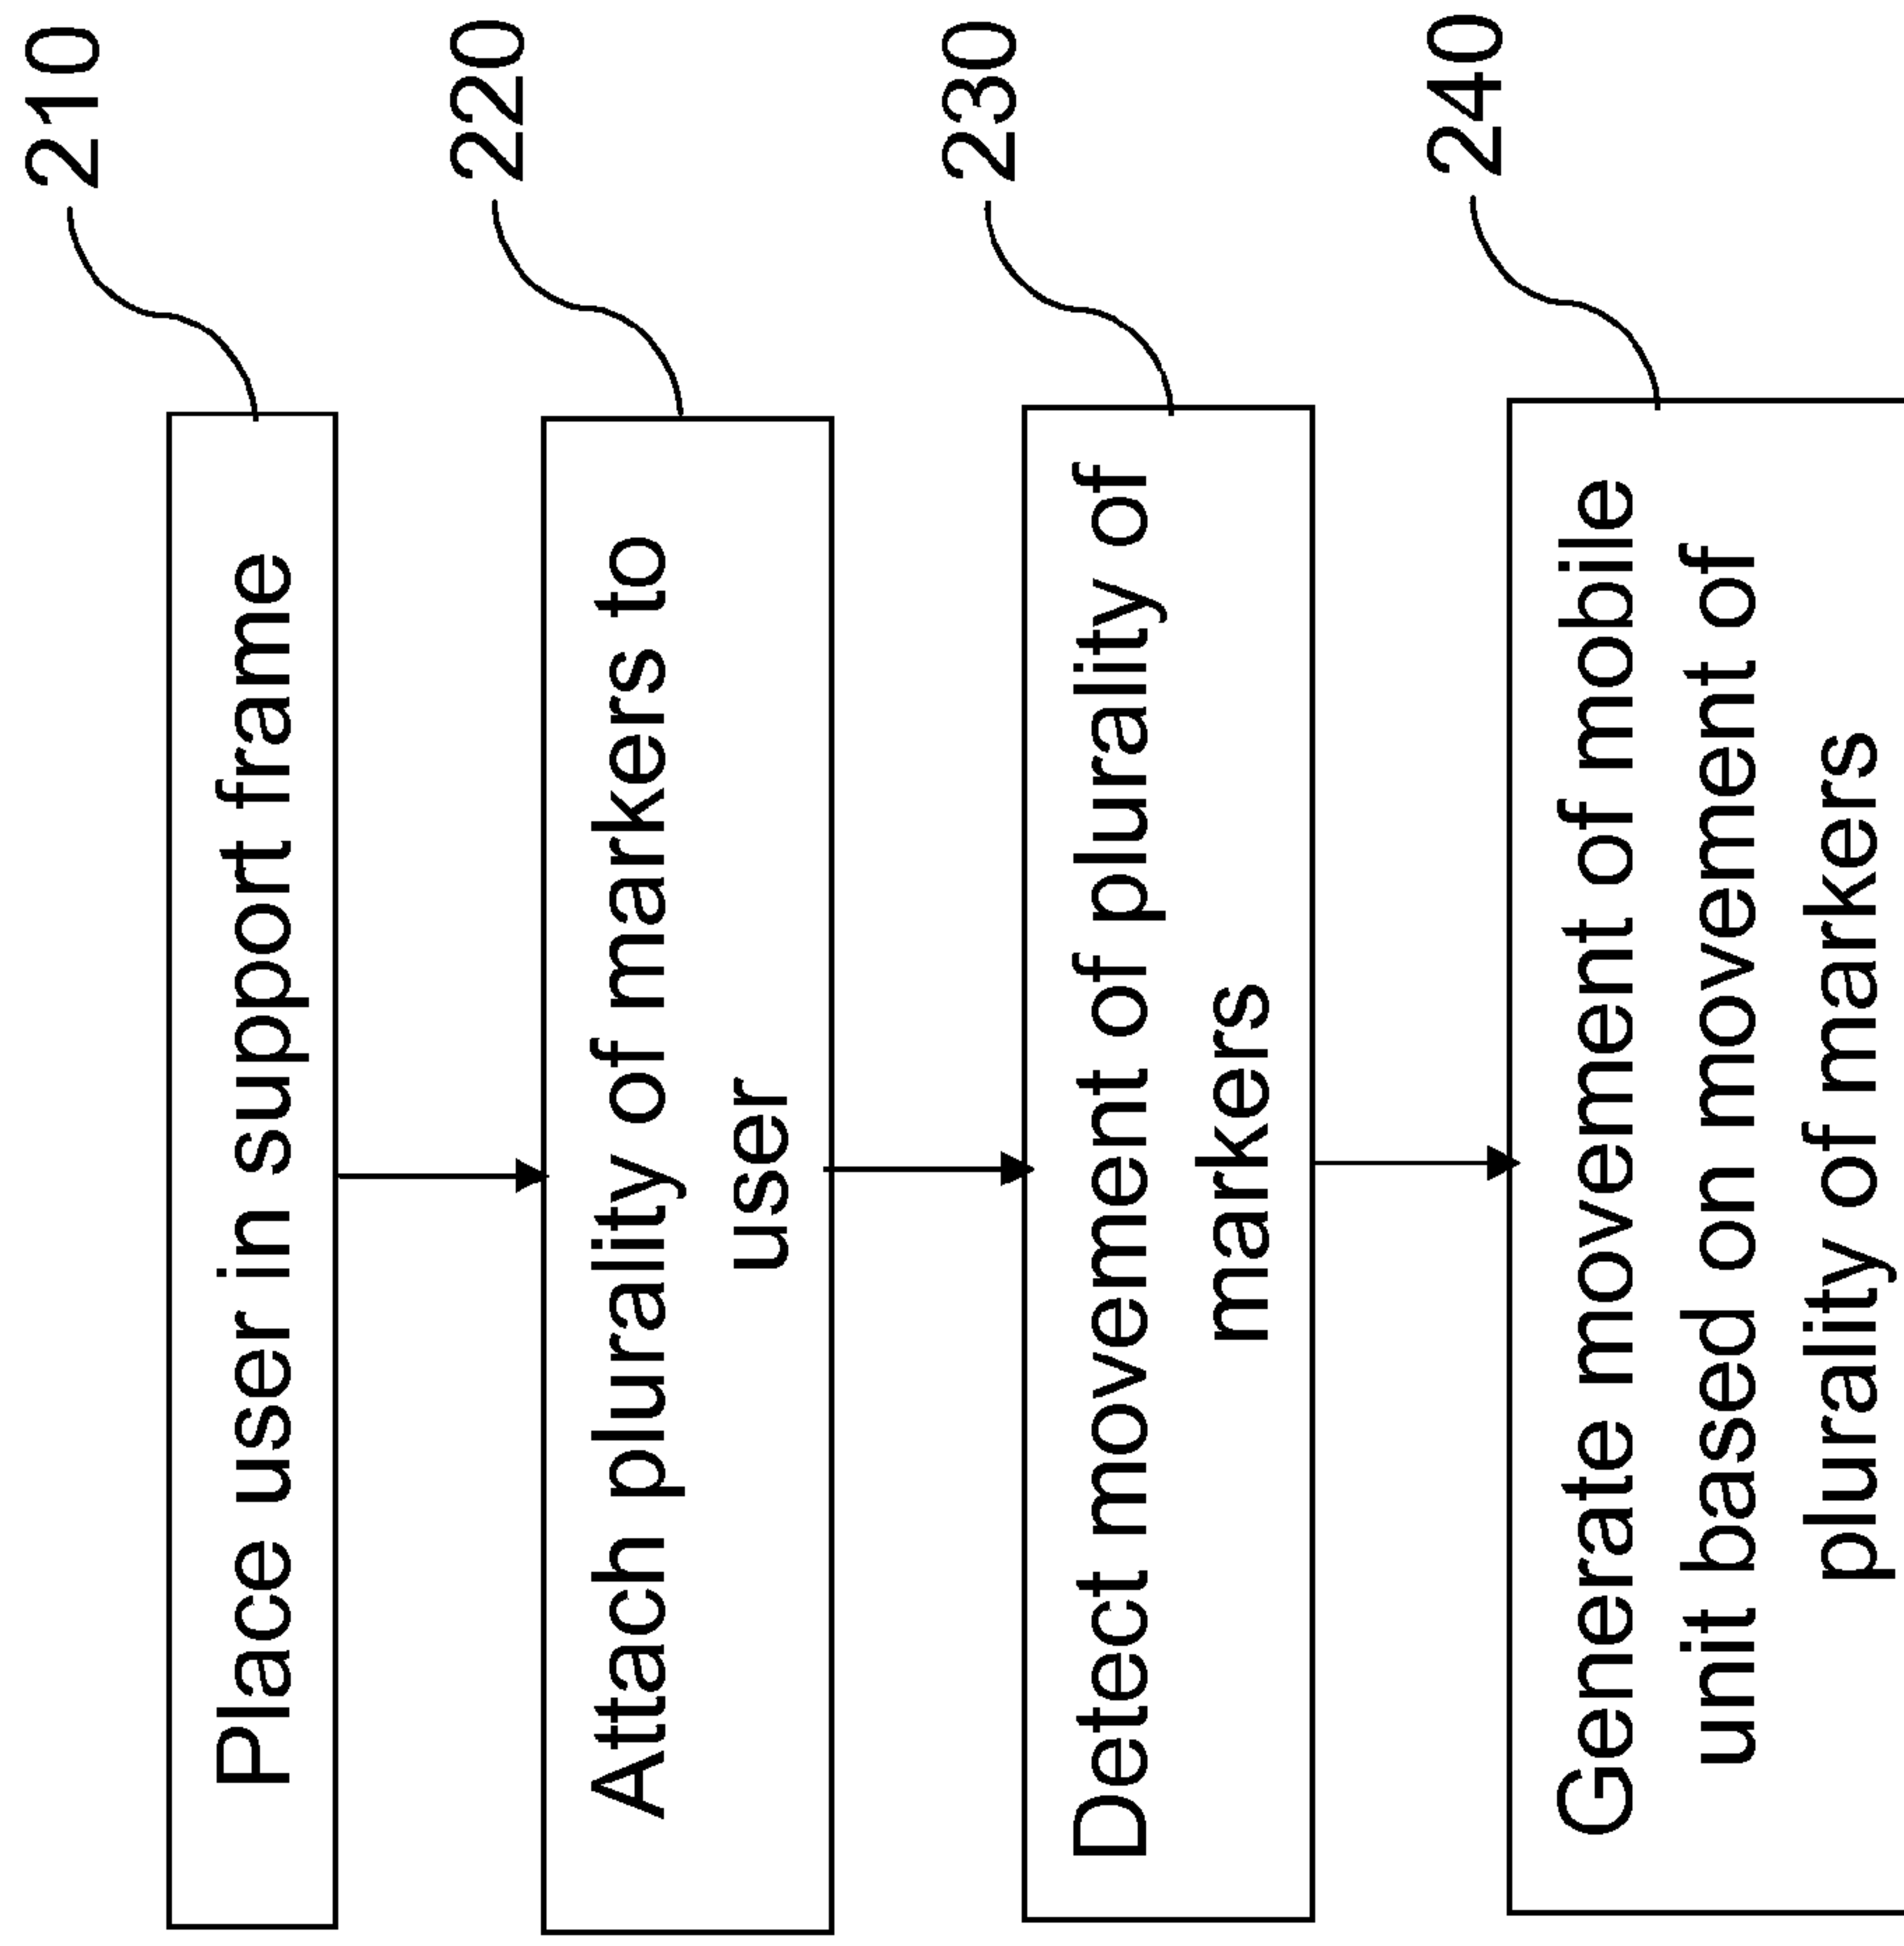 210
Place user in support frame
220
Attach plurality of markers to
user
230
Detect movement of plurality of
markers
240
Generate movement of mobile
unit based on movement of
plurality of markers